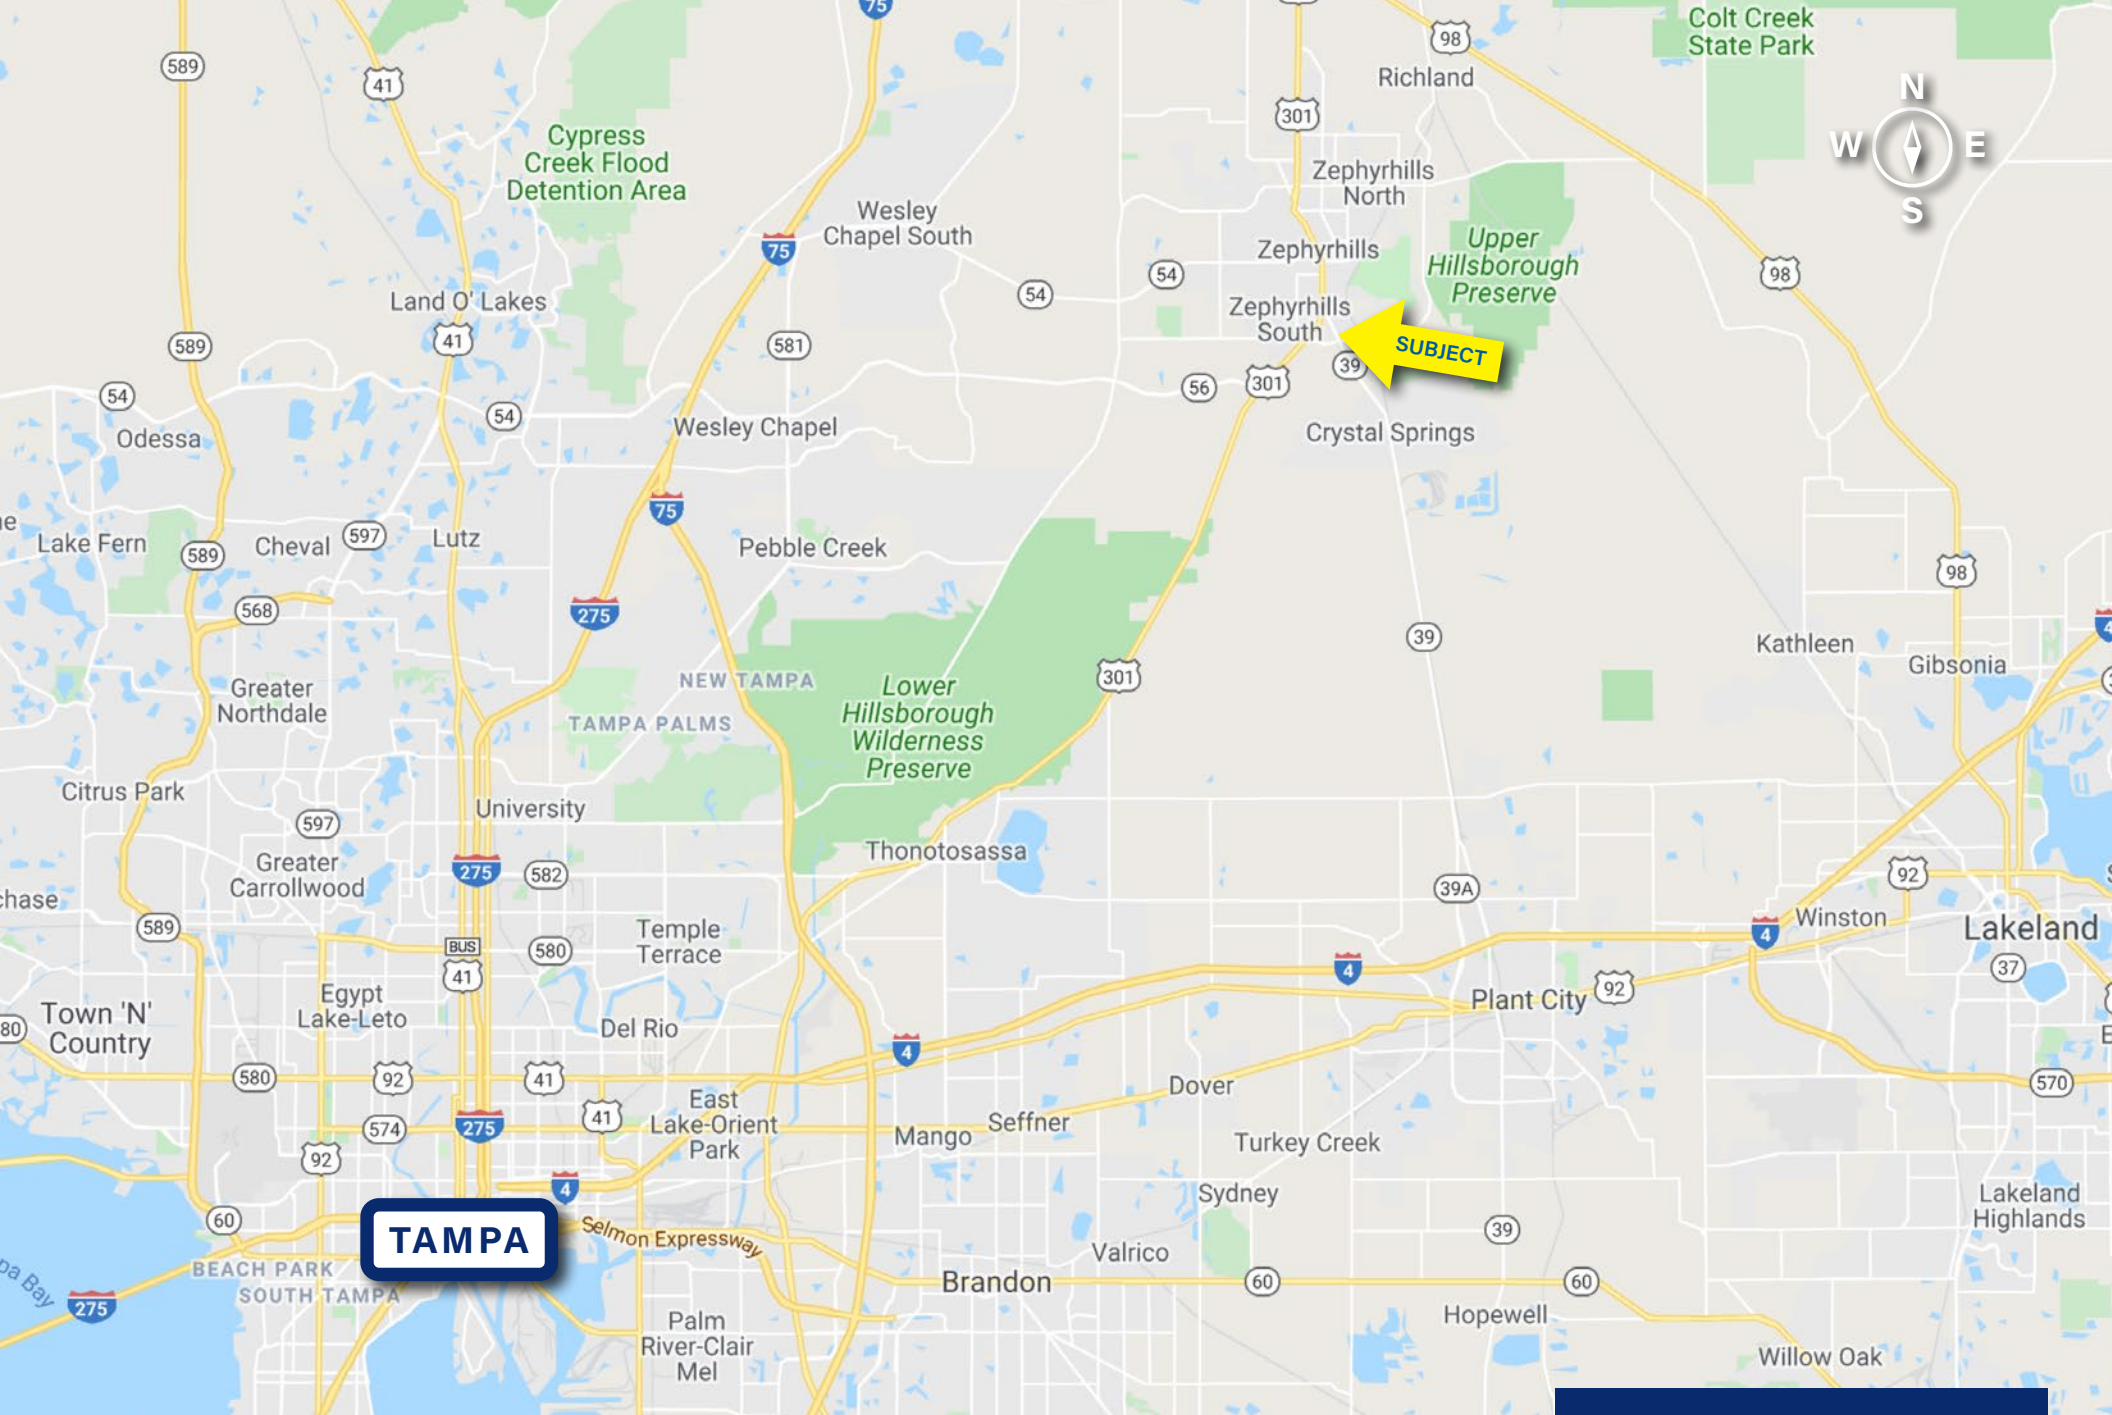 75
Colt Creek
State Park
589
41
98
Richland
N
W
E
S
301
Cypress
Creek Flood
Detention Area
Zephyrhills
North
Wesley
Chapel South
75
Zephyrhills
Upper
Hillsborough
Preserve
54
54
98
Land O' Lakes
41
Zephyrhills
South
SUBJECT
589
581
39
56
301
54
54
Odessa
Wesley Chapel
Crystal Springs
75
Lake Fern
589
Cheval
597
Lutz
Pebble Creek
98
568
275
39
Kathleen
Gibsonia
4
Greater
Northdale
NEW TAMPA
TAMPA PALMS
Lower
Hillsborough
Wilderness
Preserve
301
Citrus Park
University
597
Thonotosassa
Greater
Carrollwood
275
582
39A
92
chase
589
Temple
Terrace
BUS
41
580
4
Winston
4
Lakeland
37
Egypt
Lake-Leto
Plant City
92
Town 'N'
Country
80
Del Rio
4
580
92
41
Dover
570
East
Lake-Orient
Park
41
574
275
Mango
Seffner
Turkey Creek
92
4
Sydney
Lakeland
Highlands
60
TAMPA
Selmon Expressway
39
Valrico
BEACH PARK
SOUTH TAMPA
pa Bay
275
Brandon
60
60
Hopewell
Palm
River-Clair
Mel
Willow Oak